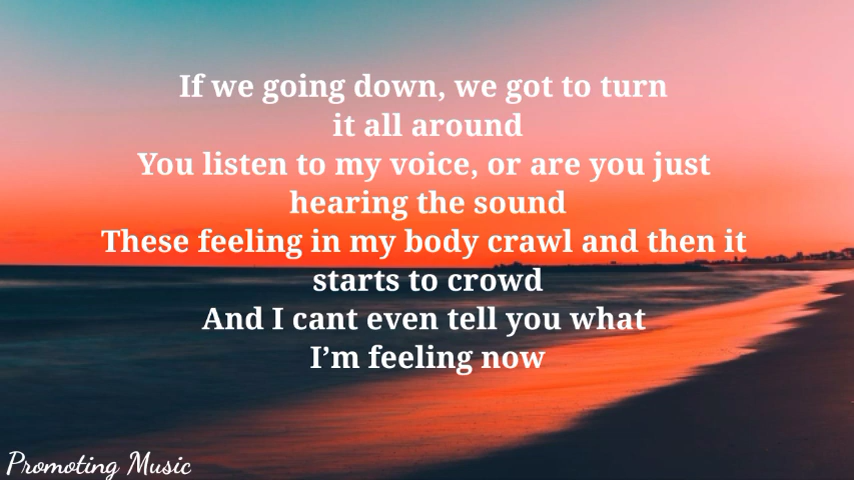 If we going down, we got to turn
it all around
You listen to my voice, or are you just
hearing the sound
These feeling in my body crawl and then it
starts to crowd
And I cant even tell you what
I’m feeling now
Promoting Music